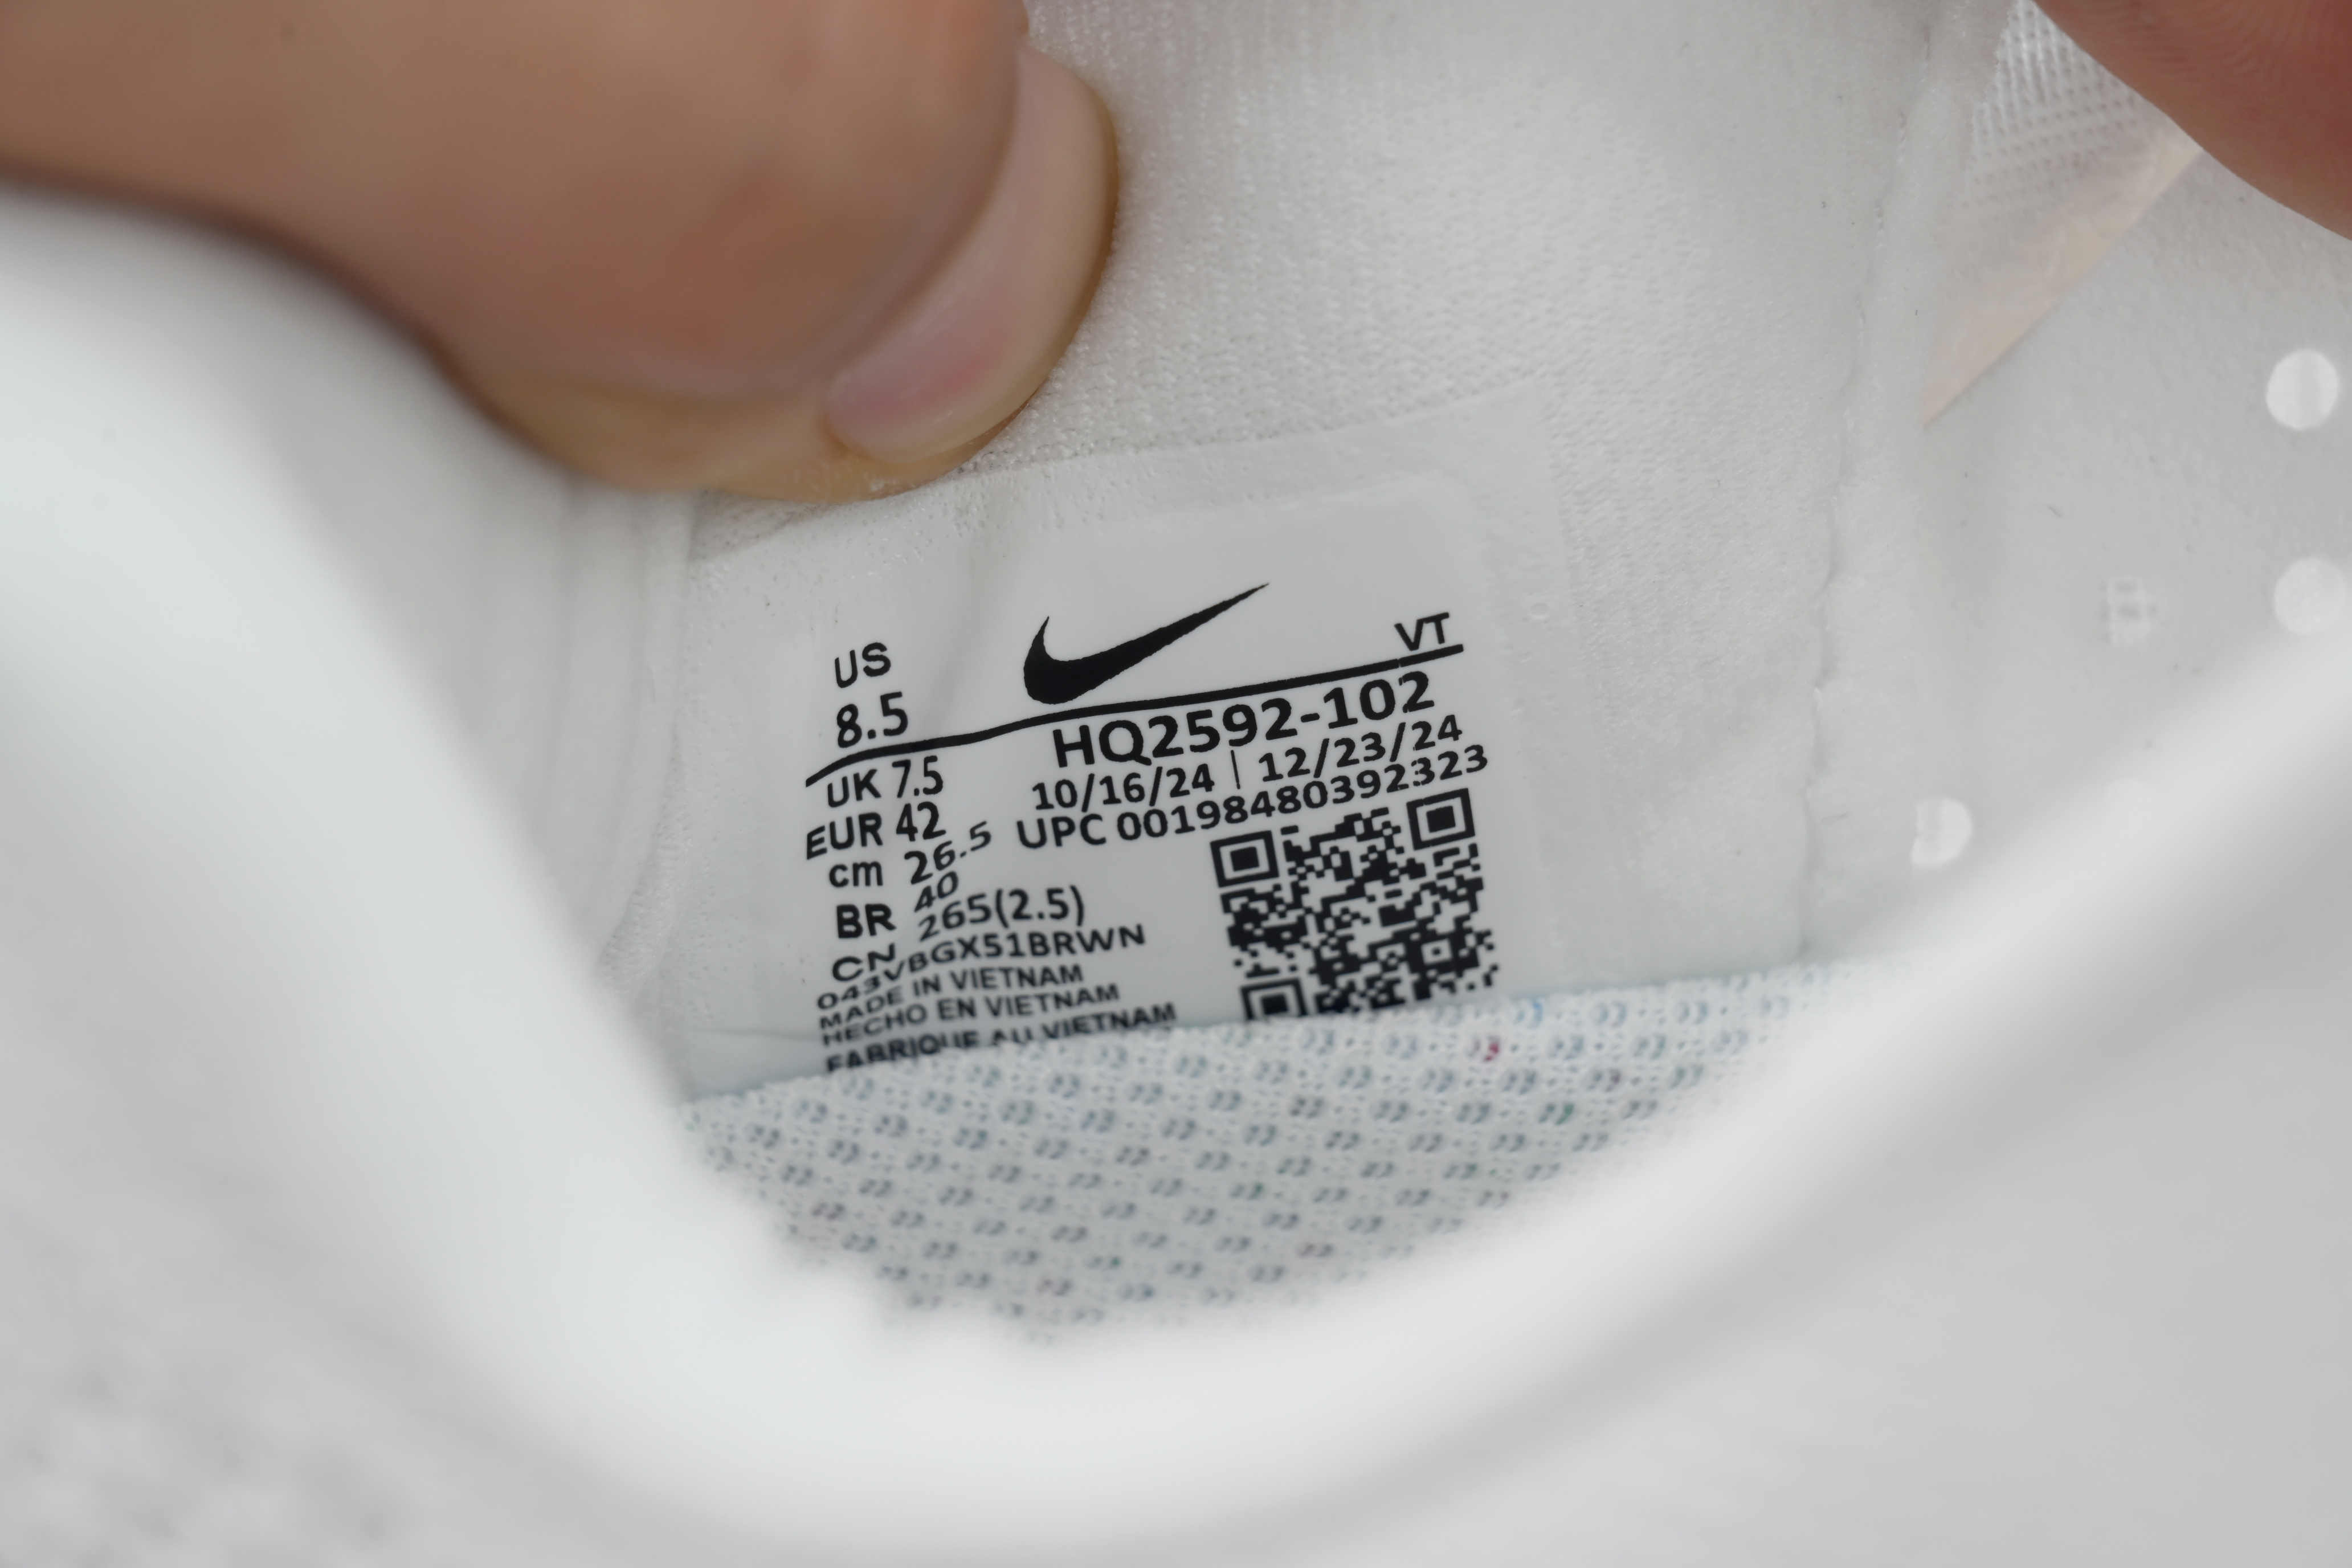 US
8.5
VT
UK 7.5
EUR 42
cm 26.5
BR 40
CN 265(2.5)
043VBGX51BRWN
MADE IN VIETNAM
HECHO EN VIETNAM
FABRIQUE AU VIETNAM
HQ2592-102
10/16/24 | 12/23/24
UPC 00198480392323